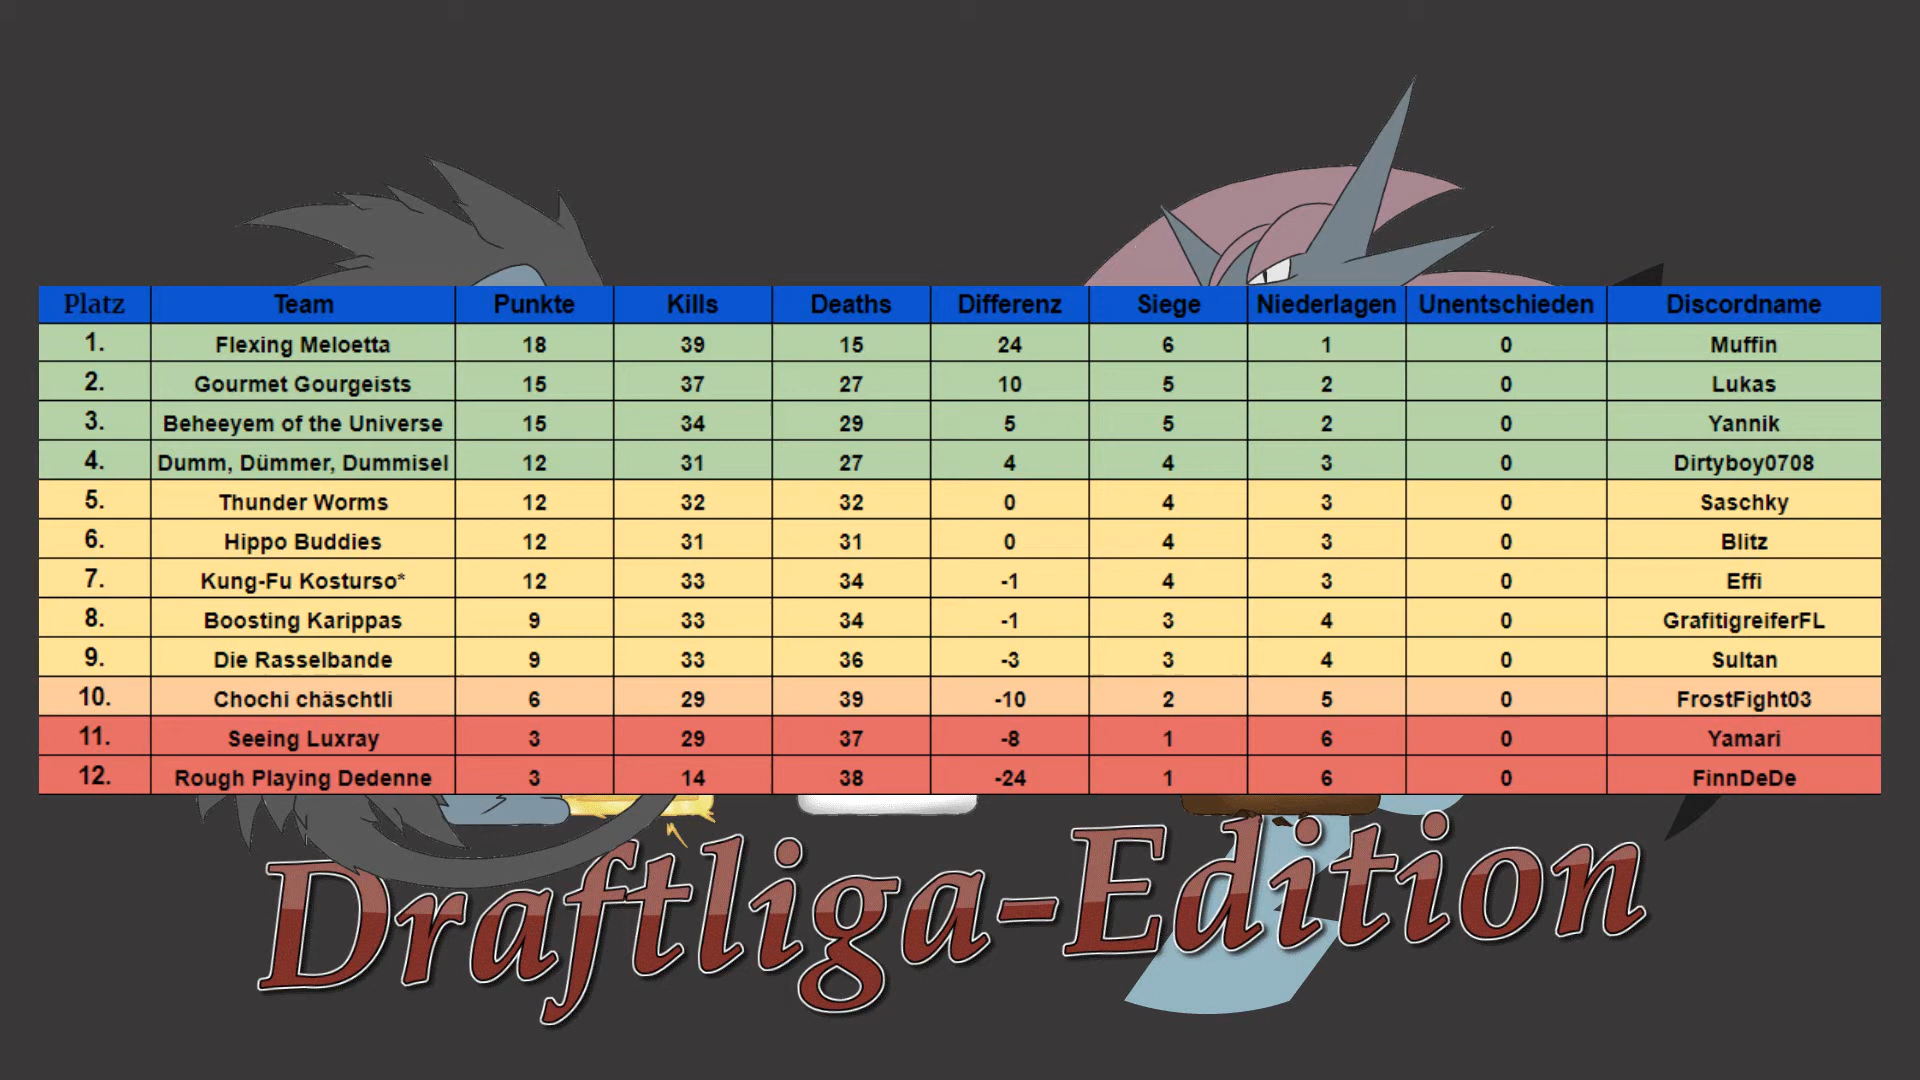 Platz Team Punkte Kills Deaths Differenz Siege Niederlagen Unentschieden Discordname
1. Flexing Meloetta 18 39 15 24 6 1 0 Muffin
2. Gourmet Gourgeists 15 37 27 10 5 2 0 Lukas
3. Beheeyem of the Universe 15 34 29 5 5 2 0 Yannik
4. Dumm, Dümmer, Dummisel 12 31 27 4 4 3 0 Dirtyboy0708
5. Thunder Worms 12 32 32 0 4 3 0 Saschky
6. Hippo Buddies 12 31 31 0 4 3 0 Blitz
7. Kung-Fu Kosturso* 12 33 34 -1 4 3 0 Effi
8. Boosting Karippas 9 33 34 -1 3 4 0 GrafitigreiferFL
9. Die Rasselbande 9 33 36 -3 3 4 0 Sultan
10. Chochi chäschtli 6 29 39 -10 2 5 0 FrostFight03
11. Seeing Luxray 3 29 37 -8 1 6 0 Yamari
12. Rough Playing Dedenne 3 14 38 -24 1 6 0 FinnDeDe
Draftliga-Edition